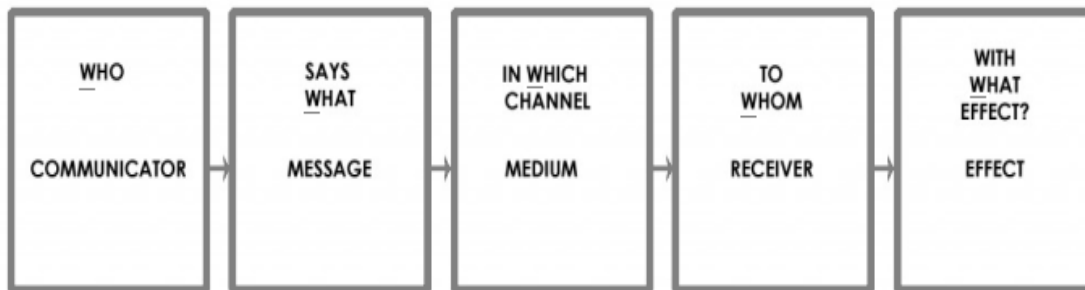 WHO
COMMUNICATOR
SAYS
WHAT
MESSAGE
IN WHICH
CHANNEL
MEDIUM
TO
WHOM
RECEIVER
WITH
WHAT
EFFECT?
EFFECT